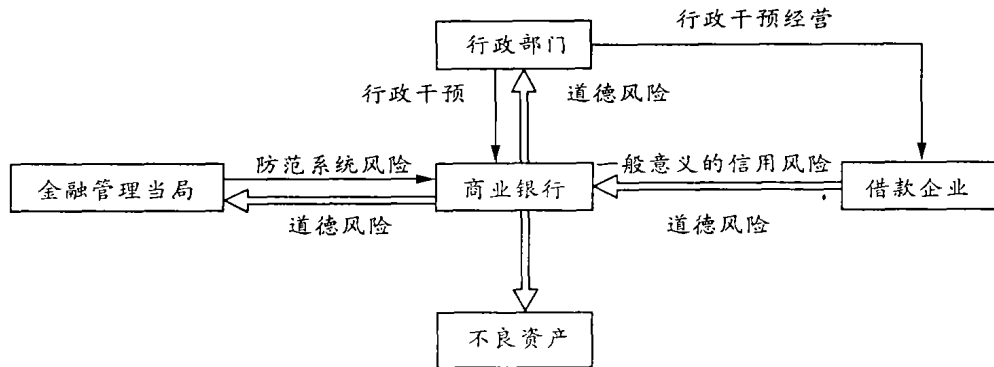 行政干预经营
行政部门
行政干预
道德风险
防范系统风险
一般意义的信用风险
金融管理当局
商业银行
借款企业
道德风险
道德风险
不良资产